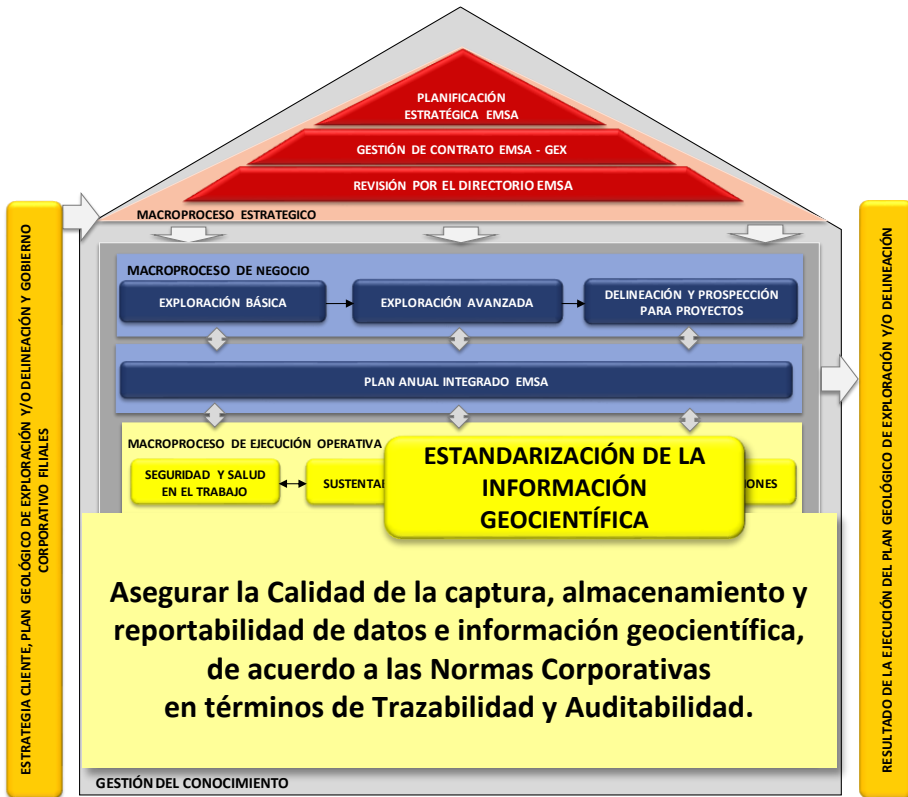 PLANIFICACIÓN
ESTRATÉGICA EMSA
GESTIÓN DE CONTRATO EMSA - GEX
REVISIÓN POR EL DIRECTORIO EMSA
MACROPROCESO ESTRATEGICO
ESTRATEGIA CLIENTE, PLAN GEOLÓGICO DE EXPLORACIÓN Y/O DELINEACIÓN Y GOBIERNO
CORPORATIVO FILIALES
MACROPROCESO DE NEGOCIO
EXPLORACIÓN BÁSICA
EXPLORACIÓN AVANZADA
DELINEACIÓN Y PROSPECCIÓN
PARA PROYECTOS
PLAN ANUAL INTEGRADO EMSA
MACROPROCESO DE EJECUCIÓN OPERATIVA
SEGURIDAD Y SALUD
EN EL TRABAJO
SUSTENTA
ESTANDARIZACIÓN DE LA
INFORMACIÓN
GEOCIENTÍFICA
IONES
Asegurar la Calidad de la captura, almacenamiento y
reportabilidad de datos e información geocientífica,
de acuerdo a las Normas Corporativas
en términos de Trazabilidad y Auditabilidad.
GESTIÓN DEL CONOCIMIENTO
RESULTADO DE LA EJECUCIÓN DEL PLAN GEOLÓGICO DE EXPLORACIÓN Y/O DELINEACIÓN